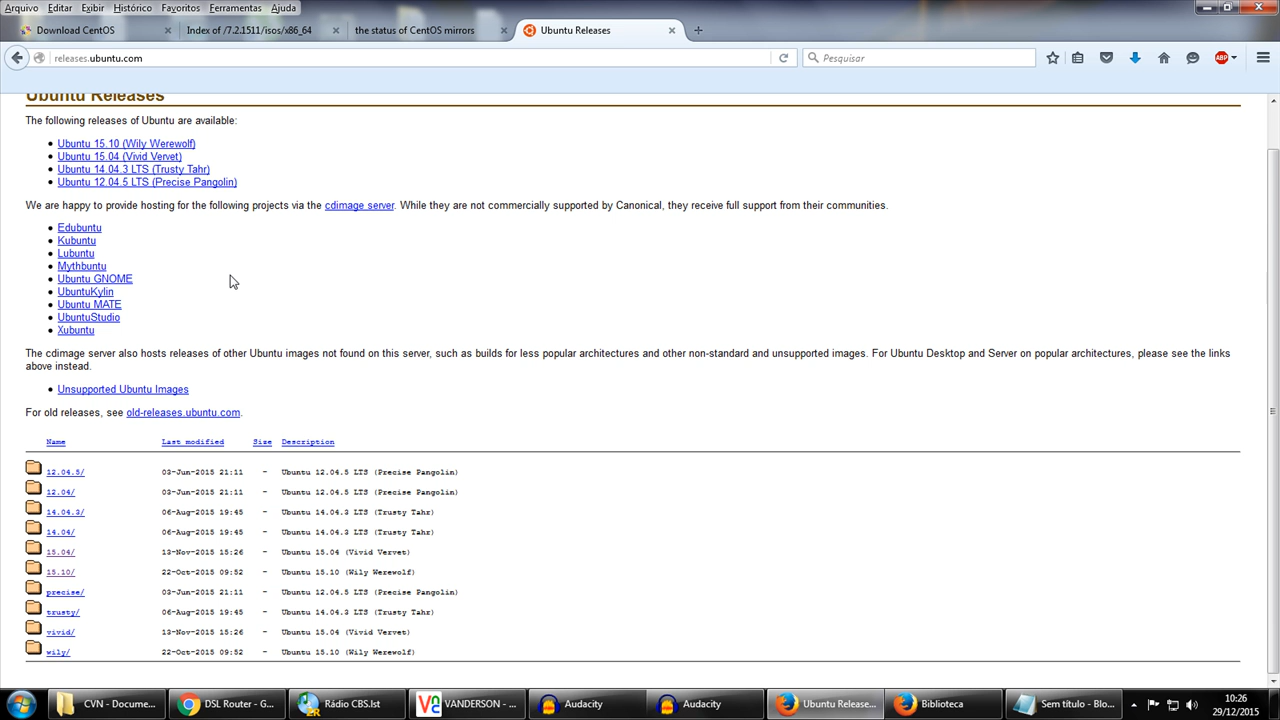 Arquivo Editar Exibir Histórico Favoritos Ferramentas Ajuda
Download CentOS × Index of /7.2.1511/isos/x86_64 × the status of CentOS mirrors × Ubuntu Releases × +
releases.ubuntu.com Pesquisar ABP
Ubuntu Releases
The following releases of Ubuntu are available:
Ubuntu 15.10 (Wily Werewolf)
Ubuntu 15.04 (Vivid Vervet)
Ubuntu 14.04.3 LTS (Trusty Tahr)
Ubuntu 12.04.5 LTS (Precise Pangolin)
We are happy to provide hosting for the following projects via the cdimage server. While they are not commercially supported by Canonical, they receive full support from their communities.
Edubuntu
Kubuntu
Lubuntu
Mythbuntu
Ubuntu GNOME
UbuntuKylin
Ubuntu MATE
UbuntuStudio
Xubuntu
The cdimage server also hosts releases of other Ubuntu images not found on this server, such as builds for less popular architectures and other non-standard and unsupported images. For Ubuntu Desktop and Server on popular architectures, please see the links
above instead.
Unsupported Ubuntu Images
For old releases, see old-releases.ubuntu.com.
Name Last modified Size Description
12.04.5/ 03-Jun-2015 21:11 - Ubuntu 12.04.5 LTS (Precise Pangolin)
12.04/ 03-Jun-2015 21:11 - Ubuntu 12.04.5 LTS (Precise Pangolin)
14.04.3/ 06-Aug-2015 19:45 - Ubuntu 14.04.3 LTS (Trusty Tahr)
14.04/ 06-Aug-2015 19:45 - Ubuntu 14.04.3 LTS (Trusty Tahr)
15.04/ 13-Nov-2015 15:26 - Ubuntu 15.04 (Vivid Vervet)
15.10/ 22-Oct-2015 09:52 - Ubuntu 15.10 (Wily Werewolf)
precise/ 03-Jun-2015 21:11 - Ubuntu 12.04.5 LTS (Precise Pangolin)
trusty/ 06-Aug-2015 19:45 - Ubuntu 14.04.3 LTS (Trusty Tahr)
vivid/ 13-Nov-2015 15:26 - Ubuntu 15.04 (Vivid Vervet)
wily/ 22-Oct-2015 09:52 - Ubuntu 15.10 (Wily Werewolf)
CVN - Docume... DSL Router - G... Rádio CBS.lst VANDERSON - ... Audacity Audacity Ubuntu Release... Biblioteca Sem título - Blo... 10:26
29/12/2015